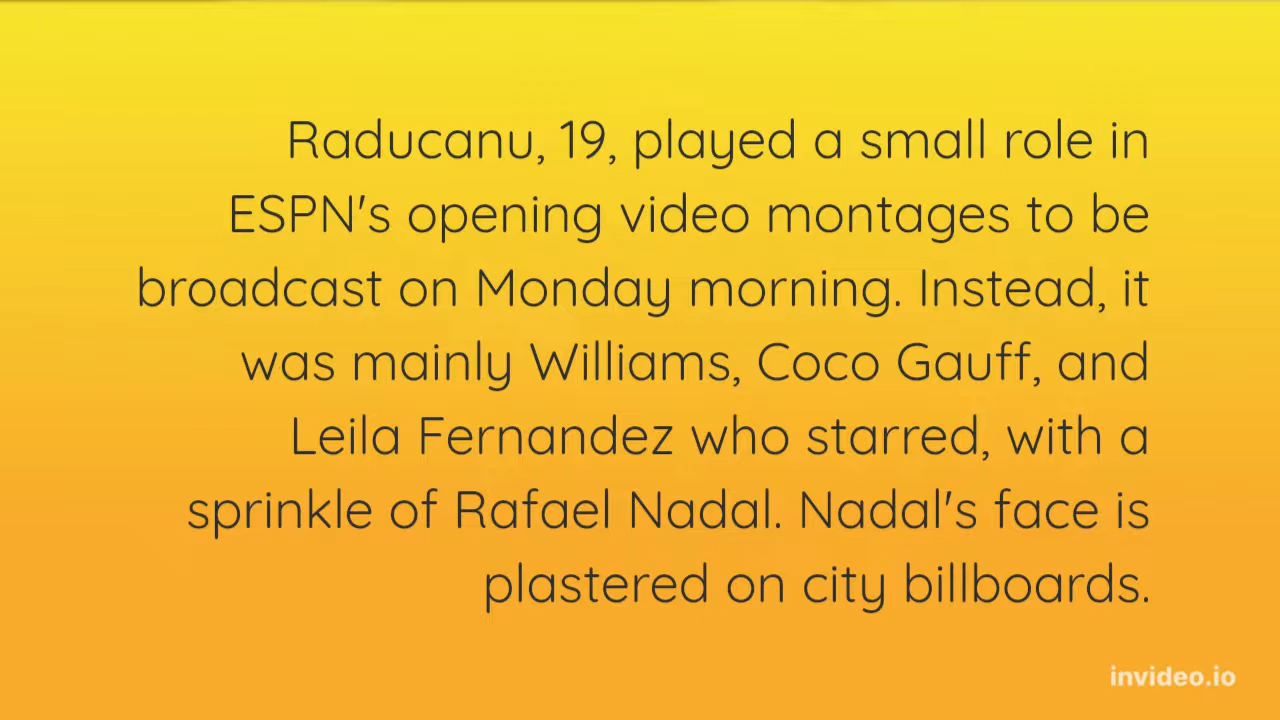 Raducanu, 19, played a small role in
ESPN's opening video montages to be
broadcast on Monday morning. Instead, it
was mainly Williams, Coco Gauff, and
Leila Fernandez who starred, with a
sprinkle of Rafael Nadal. Nadal's face is
plastered on city billboards.
invideo.io